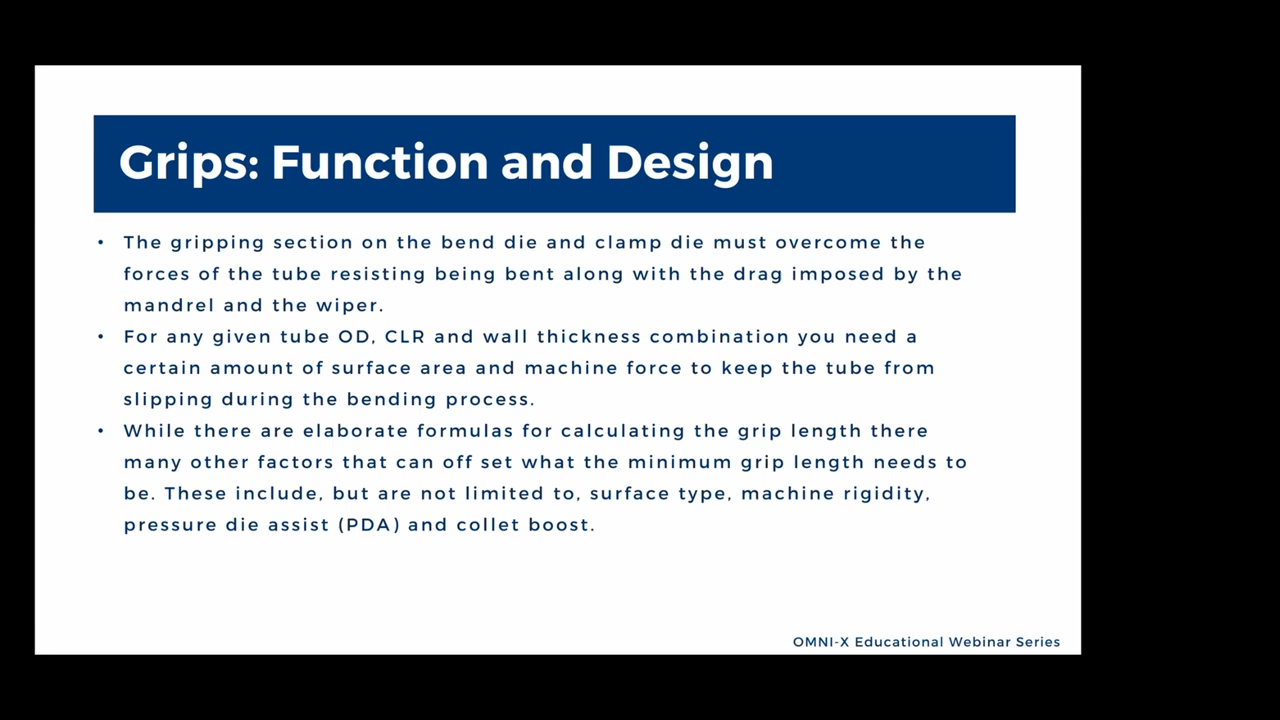 Grips: Function and Design
• The gripping section on the bend die and clamp die must overcome the
forces of the tube resisting being bent along with the drag imposed by the
mandrel and the wiper.
• For any given tube OD, CLR and wall thickness combination you need a
certain amount of surface area and machine force to keep the tube from
slipping during the bending process.
• While there are elaborate formulas for calculating the grip length there
many other factors that can off set what the minimum grip length needs to
be. These include, but are not limited to, surface type, machine rigidity,
pressure die assist (PDA) and collet boost.
OMNI-X Educational Webinar Series